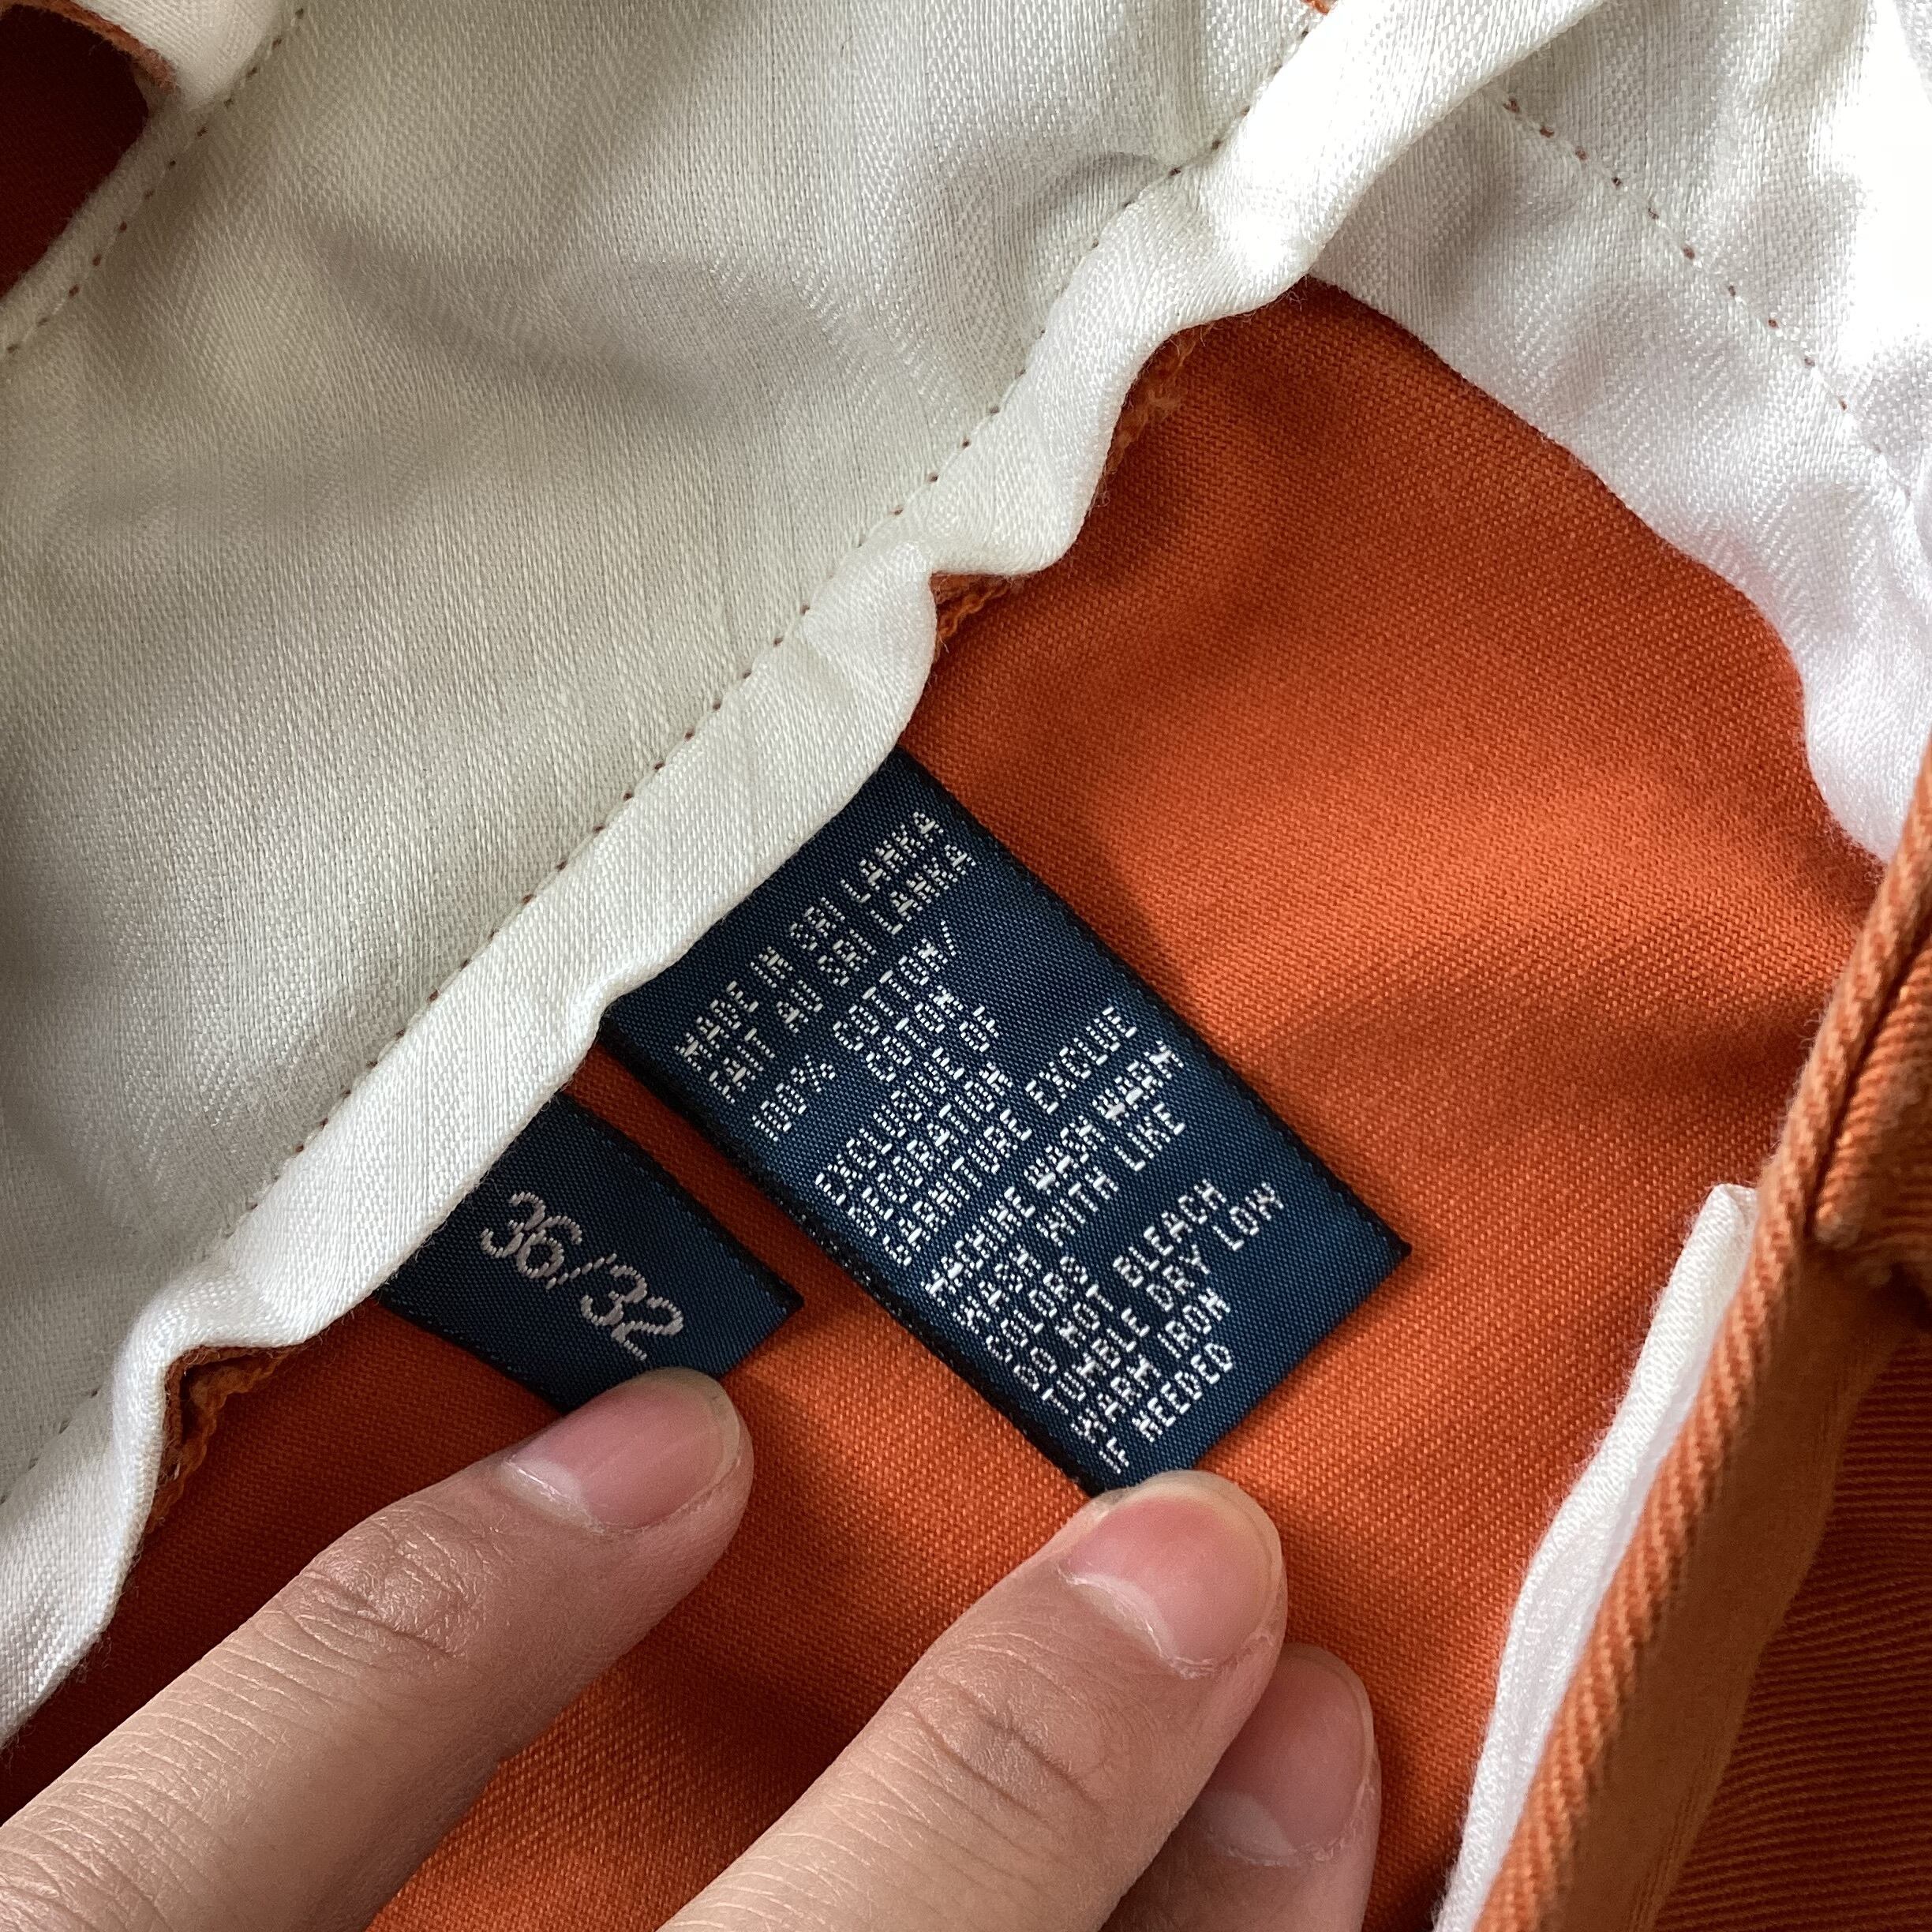 MADE IN SRI LANKA
FAIT AU SRI LANKA
100% COTTON/
COTON
EXCLUSIVE OF
DECORATION
GARNITURE EXCLUE
MACHINE WASH WARM
WASH WITH LIKE
COLORS
DO NOT BLEACH
TUMBLE DRY LOW
WARM IRON
IF NEEDED
36/32